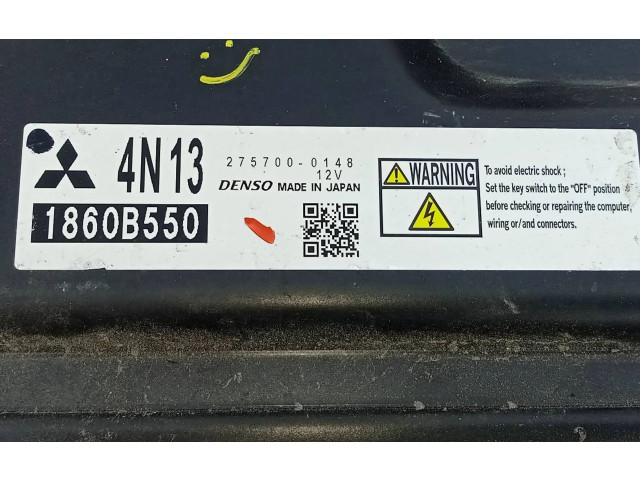 4N13
1860B550
275700-0148
12V
DENSO MADE IN JAPAN
WARNING
To avoid electric shock ;
Set the key switch to the "OFF" position
before checking or repairing the computer,
wiring or/and connectors.